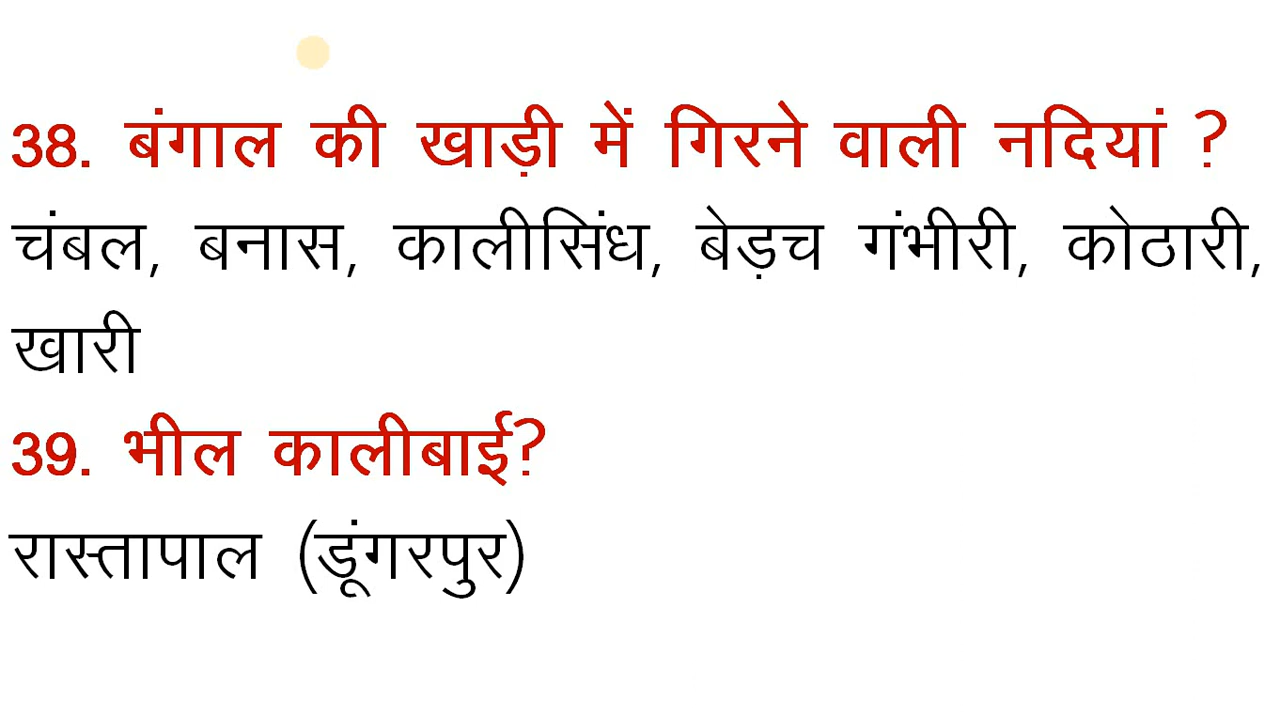 38. बंगाल की खाड़ी में गिरने वाली नदियां ?
चंबल, बनास, कालीसिंध, बेड़च गंभीरी, कोठारी,
खारी
39. भील कालीबाई?
रास्तापाल (डूंगरपुर)